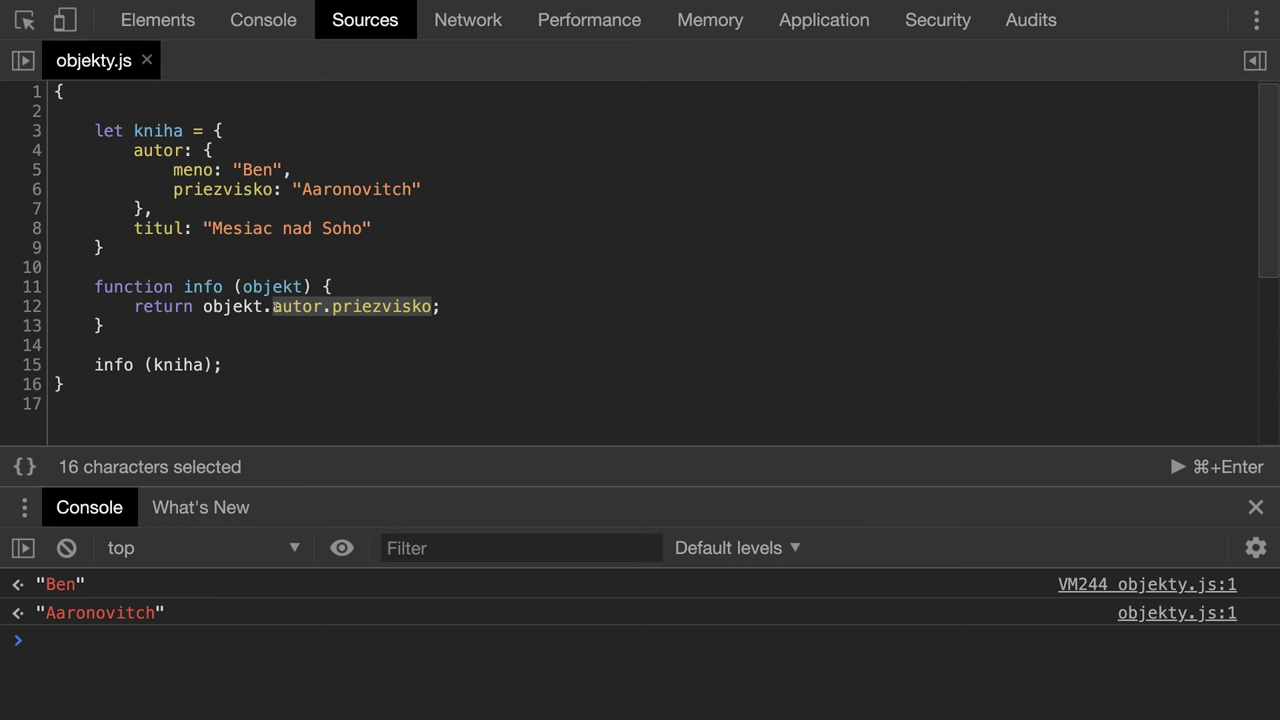 Elements Console Sources Network Performance Memory Application Security Audits
objekty.js ×
1 {
2
3 let kniha = {
4 autor: {
5 meno: "Ben",
6 priezvisko: "Aaronovitch"
7 },
8 titul: "Mesiac nad Soho"
9 }
10
11 function info (objekt) {
12 return objekt.autor.priezvisko;
13 }
14
15 info (kniha);
16 }
17
{} 16 characters selected ⌘+Enter
Console What's New
top Filter Default levels
"Ben" VM244 objekty.js:1
"Aaronovitch" objekty.js:1